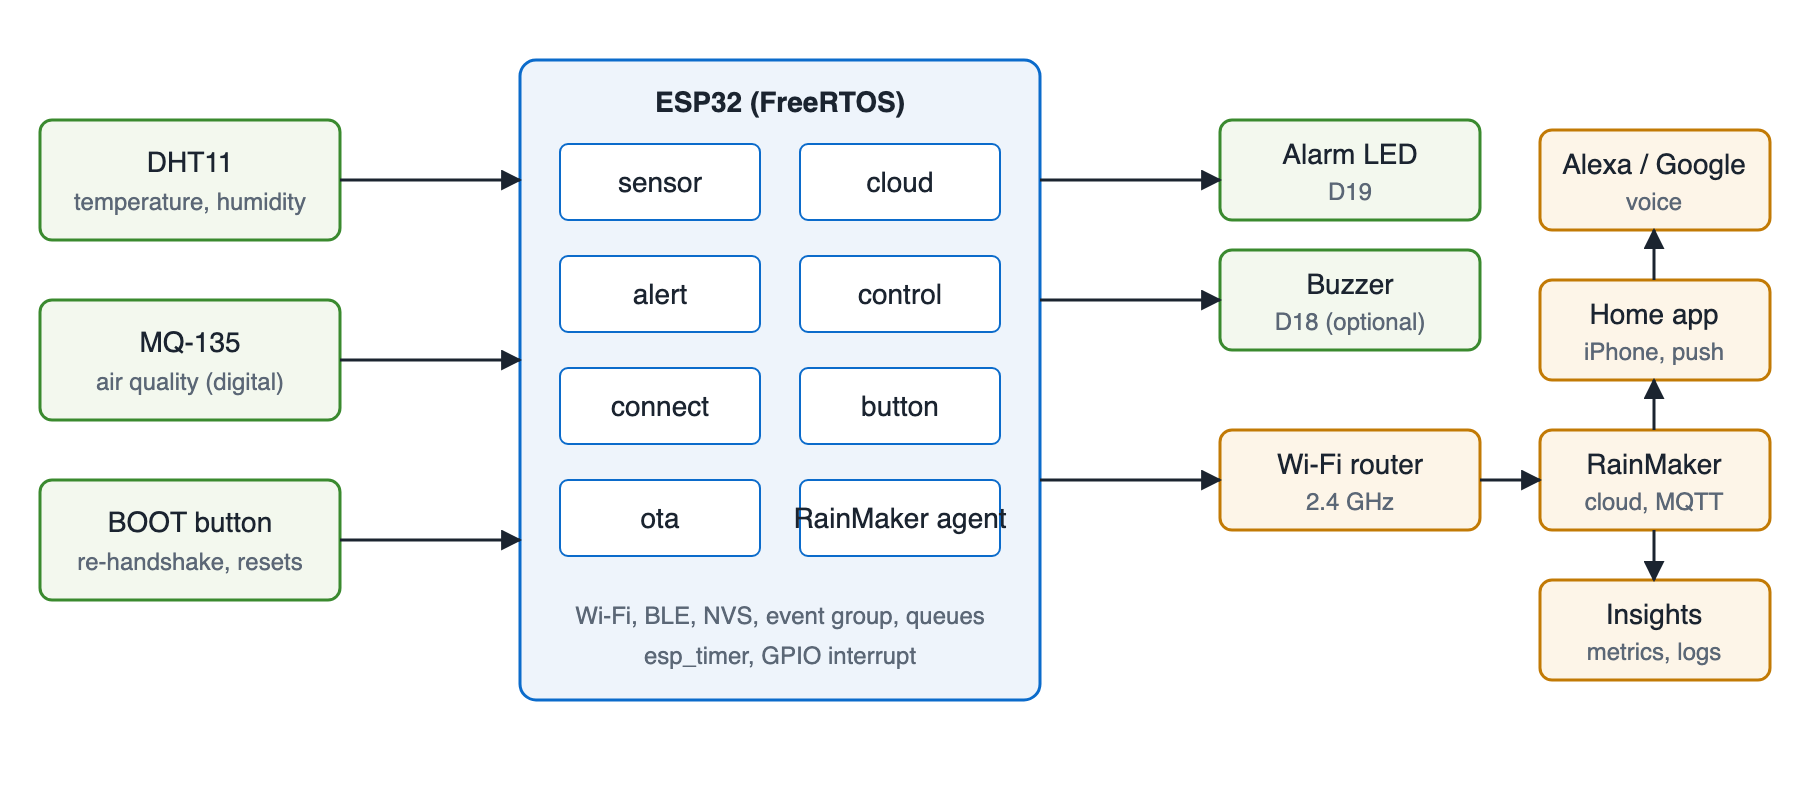 DHT11
temperature, humidity
MQ-135
air quality (digital)
BOOT button
re-handshake, resets
ESP32 (FreeRTOS)
sensor
cloud
alert
control
connect
button
ota
RainMaker agent
Wi-Fi, BLE, NVS, event group, queues
esp_timer, GPIO interrupt
Alarm LED
D19
Buzzer
D18 (optional)
Wi-Fi router
2.4 GHz
Alexa / Google
voice
Home app
iPhone, push
RainMaker
cloud, MQTT
Insights
metrics, logs